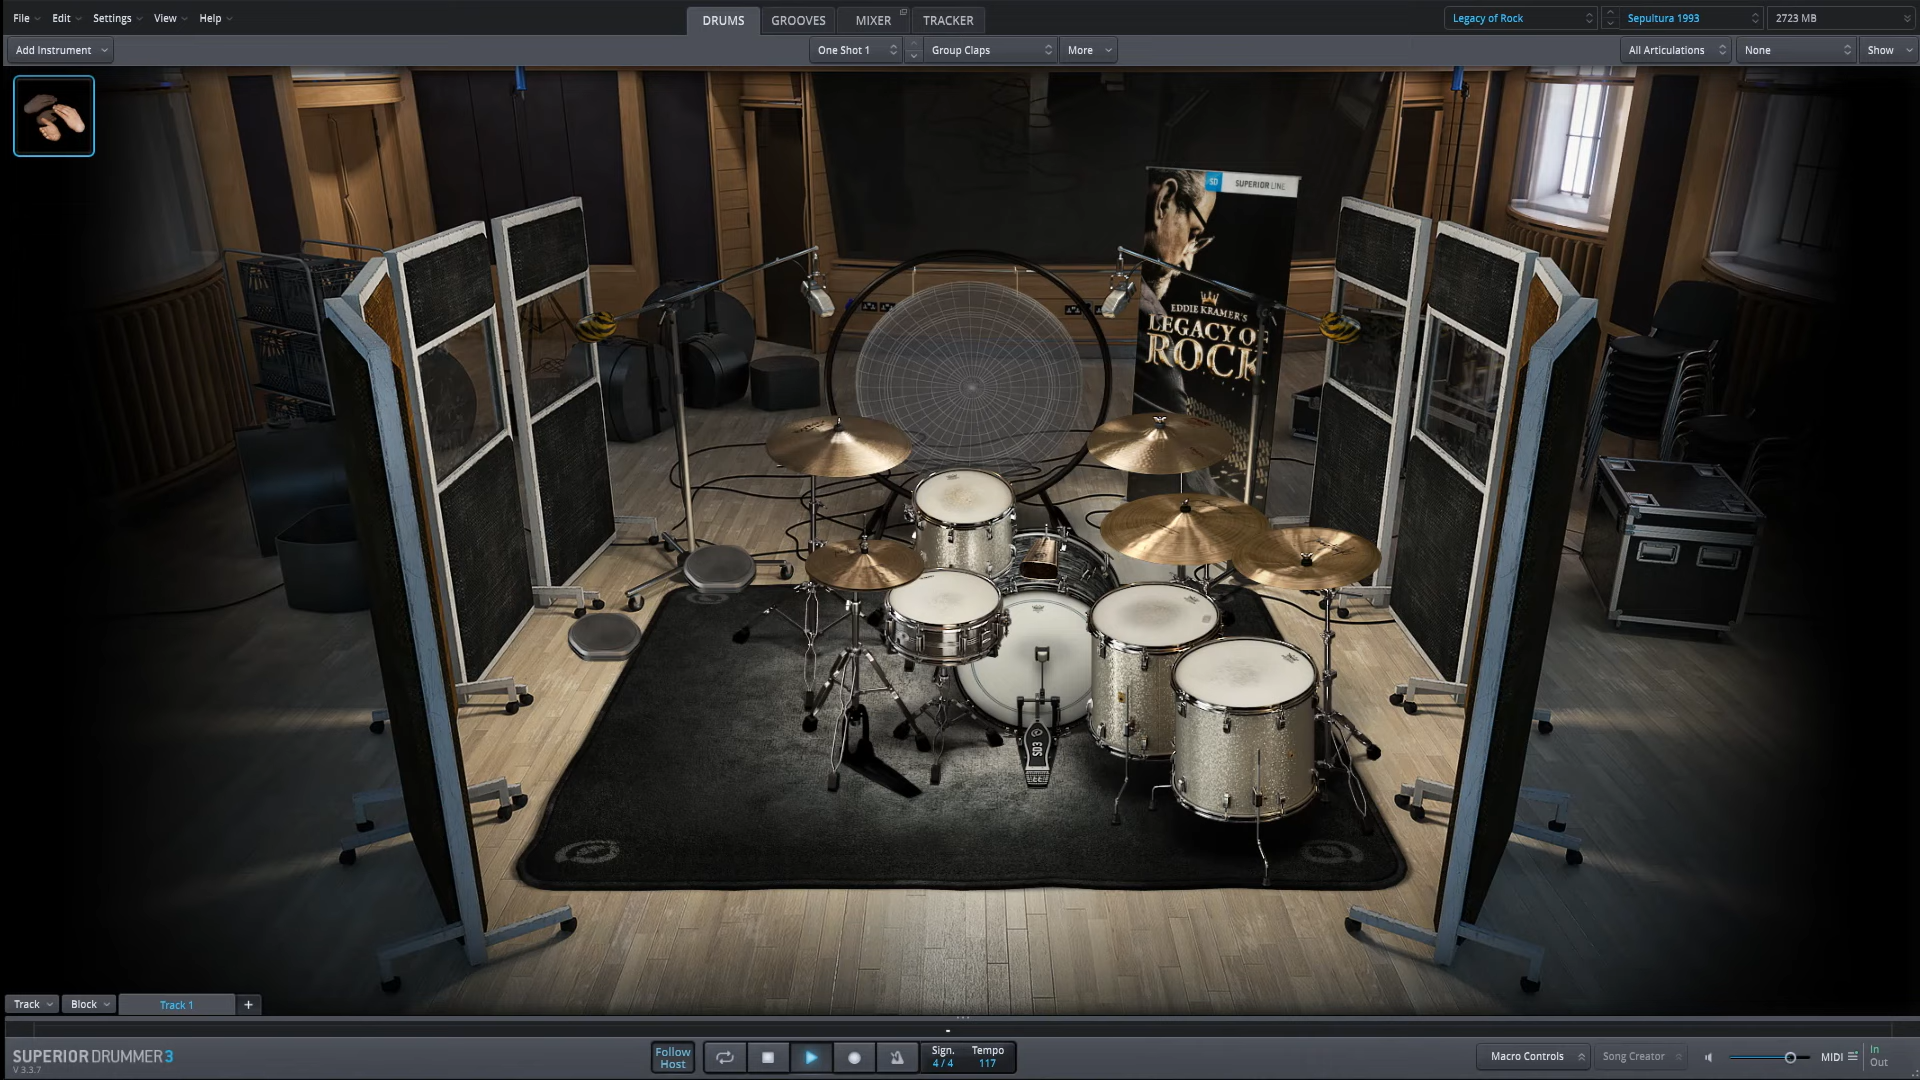 File Edit Settings View Help
DRUMS GROOVES MIXER TRACKER
Legacy of Rock Sepultura 1993 2723 MB
Add Instrument One Shot 1 Group Claps More All Articulations None Show
SD SUPERIOR LINE
EDDIE KRAMER'S
LEGACY OF
ROCK
SD3
Track Block Track 1 +
SUPERIOR DRUMMER 3
V 3.3.7
Follow
Host
Sign. Tempo
4/4 117
Macro Controls Song Creator MIDI In
Out